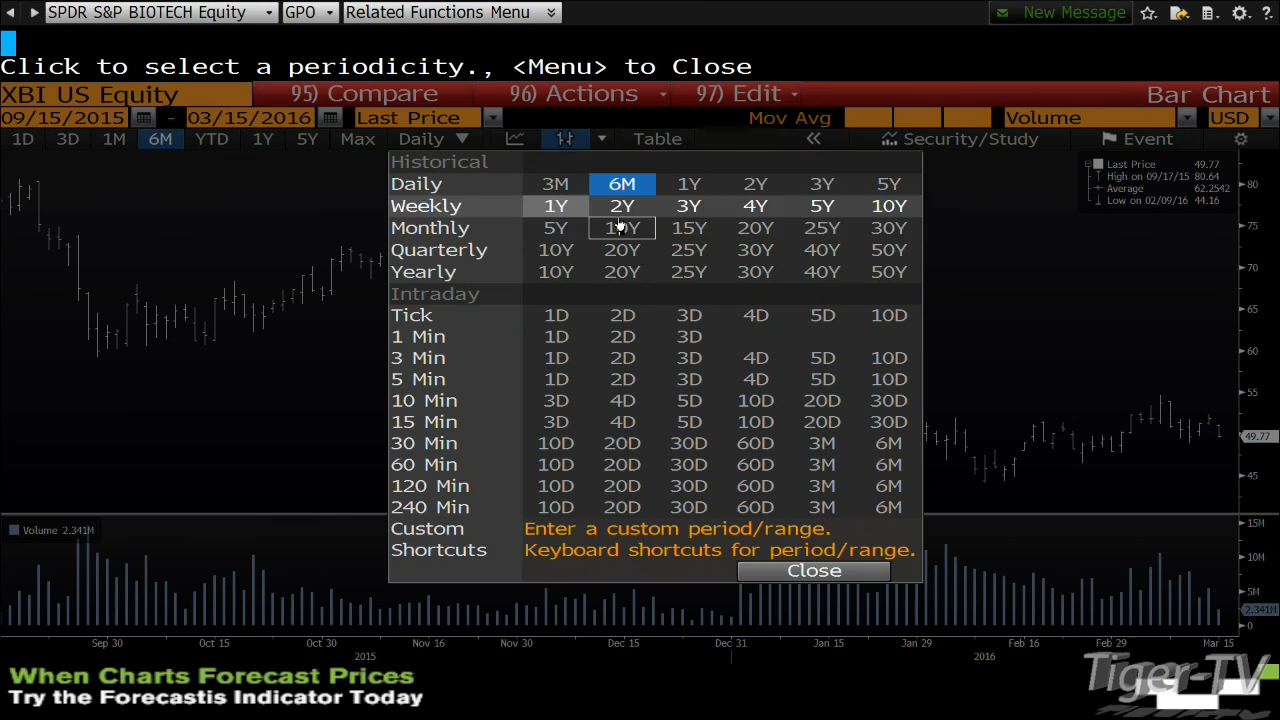 SPDR S&P BIOTECH Equity GPO Related Functions Menu New Message
Click to select a periodicity., <Menu> to Close
XBI US Equity 95) Compare 96) Actions 97) Edit Bar Chart
09/15/2015 - 03/15/2016 Last Price Mov Avg Volume USD
1D 3D 1M 6M YTD 1Y 5Y Max Daily Table Security/Study Event
Historical
Daily 3M 6M 1Y 2Y 3Y 5Y
Weekly 1Y 2Y 3Y 4Y 5Y 10Y
Monthly 5Y 10Y 15Y 20Y 25Y 30Y
Quarterly 10Y 20Y 25Y 30Y 40Y 50Y
Yearly 10Y 20Y 25Y 30Y 40Y 50Y
Intraday
Tick 1D 2D 3D 4D 5D 10D
1 Min 1D 2D 3D
3 Min 1D 2D 3D 4D 5D 10D
5 Min 1D 2D 3D 4D 5D 10D
10 Min 3D 4D 5D 10D 20D 30D
15 Min 3D 4D 5D 10D 20D 30D
30 Min 10D 20D 30D 60D 3M 6M
60 Min 10D 20D 30D 60D 3M 6M
120 Min 10D 20D 30D 60D 3M 6M
240 Min 10D 20D 30D 60D 3M 6M
Custom Enter a custom period/range.
Shortcuts Keyboard shortcuts for period/range.
Close
Last Price 49.77
High on 09/17/15 80.64
Average 62.2542
Low on 02/09/16 44.16
80
75
70
65
60
55
49.77
45
Volume 2.341M
15M
10M
5M
2.341M
0
Sep 30 Oct 15 Oct 30 Nov 16 Nov 30 Dec 15 Dec 31 Jan 15 Jan 29 Feb 16 Feb 29 Mar 15
2015 2016
When Charts Forecast Prices
Try the Forecastis Indicator Today
Tiger-TV